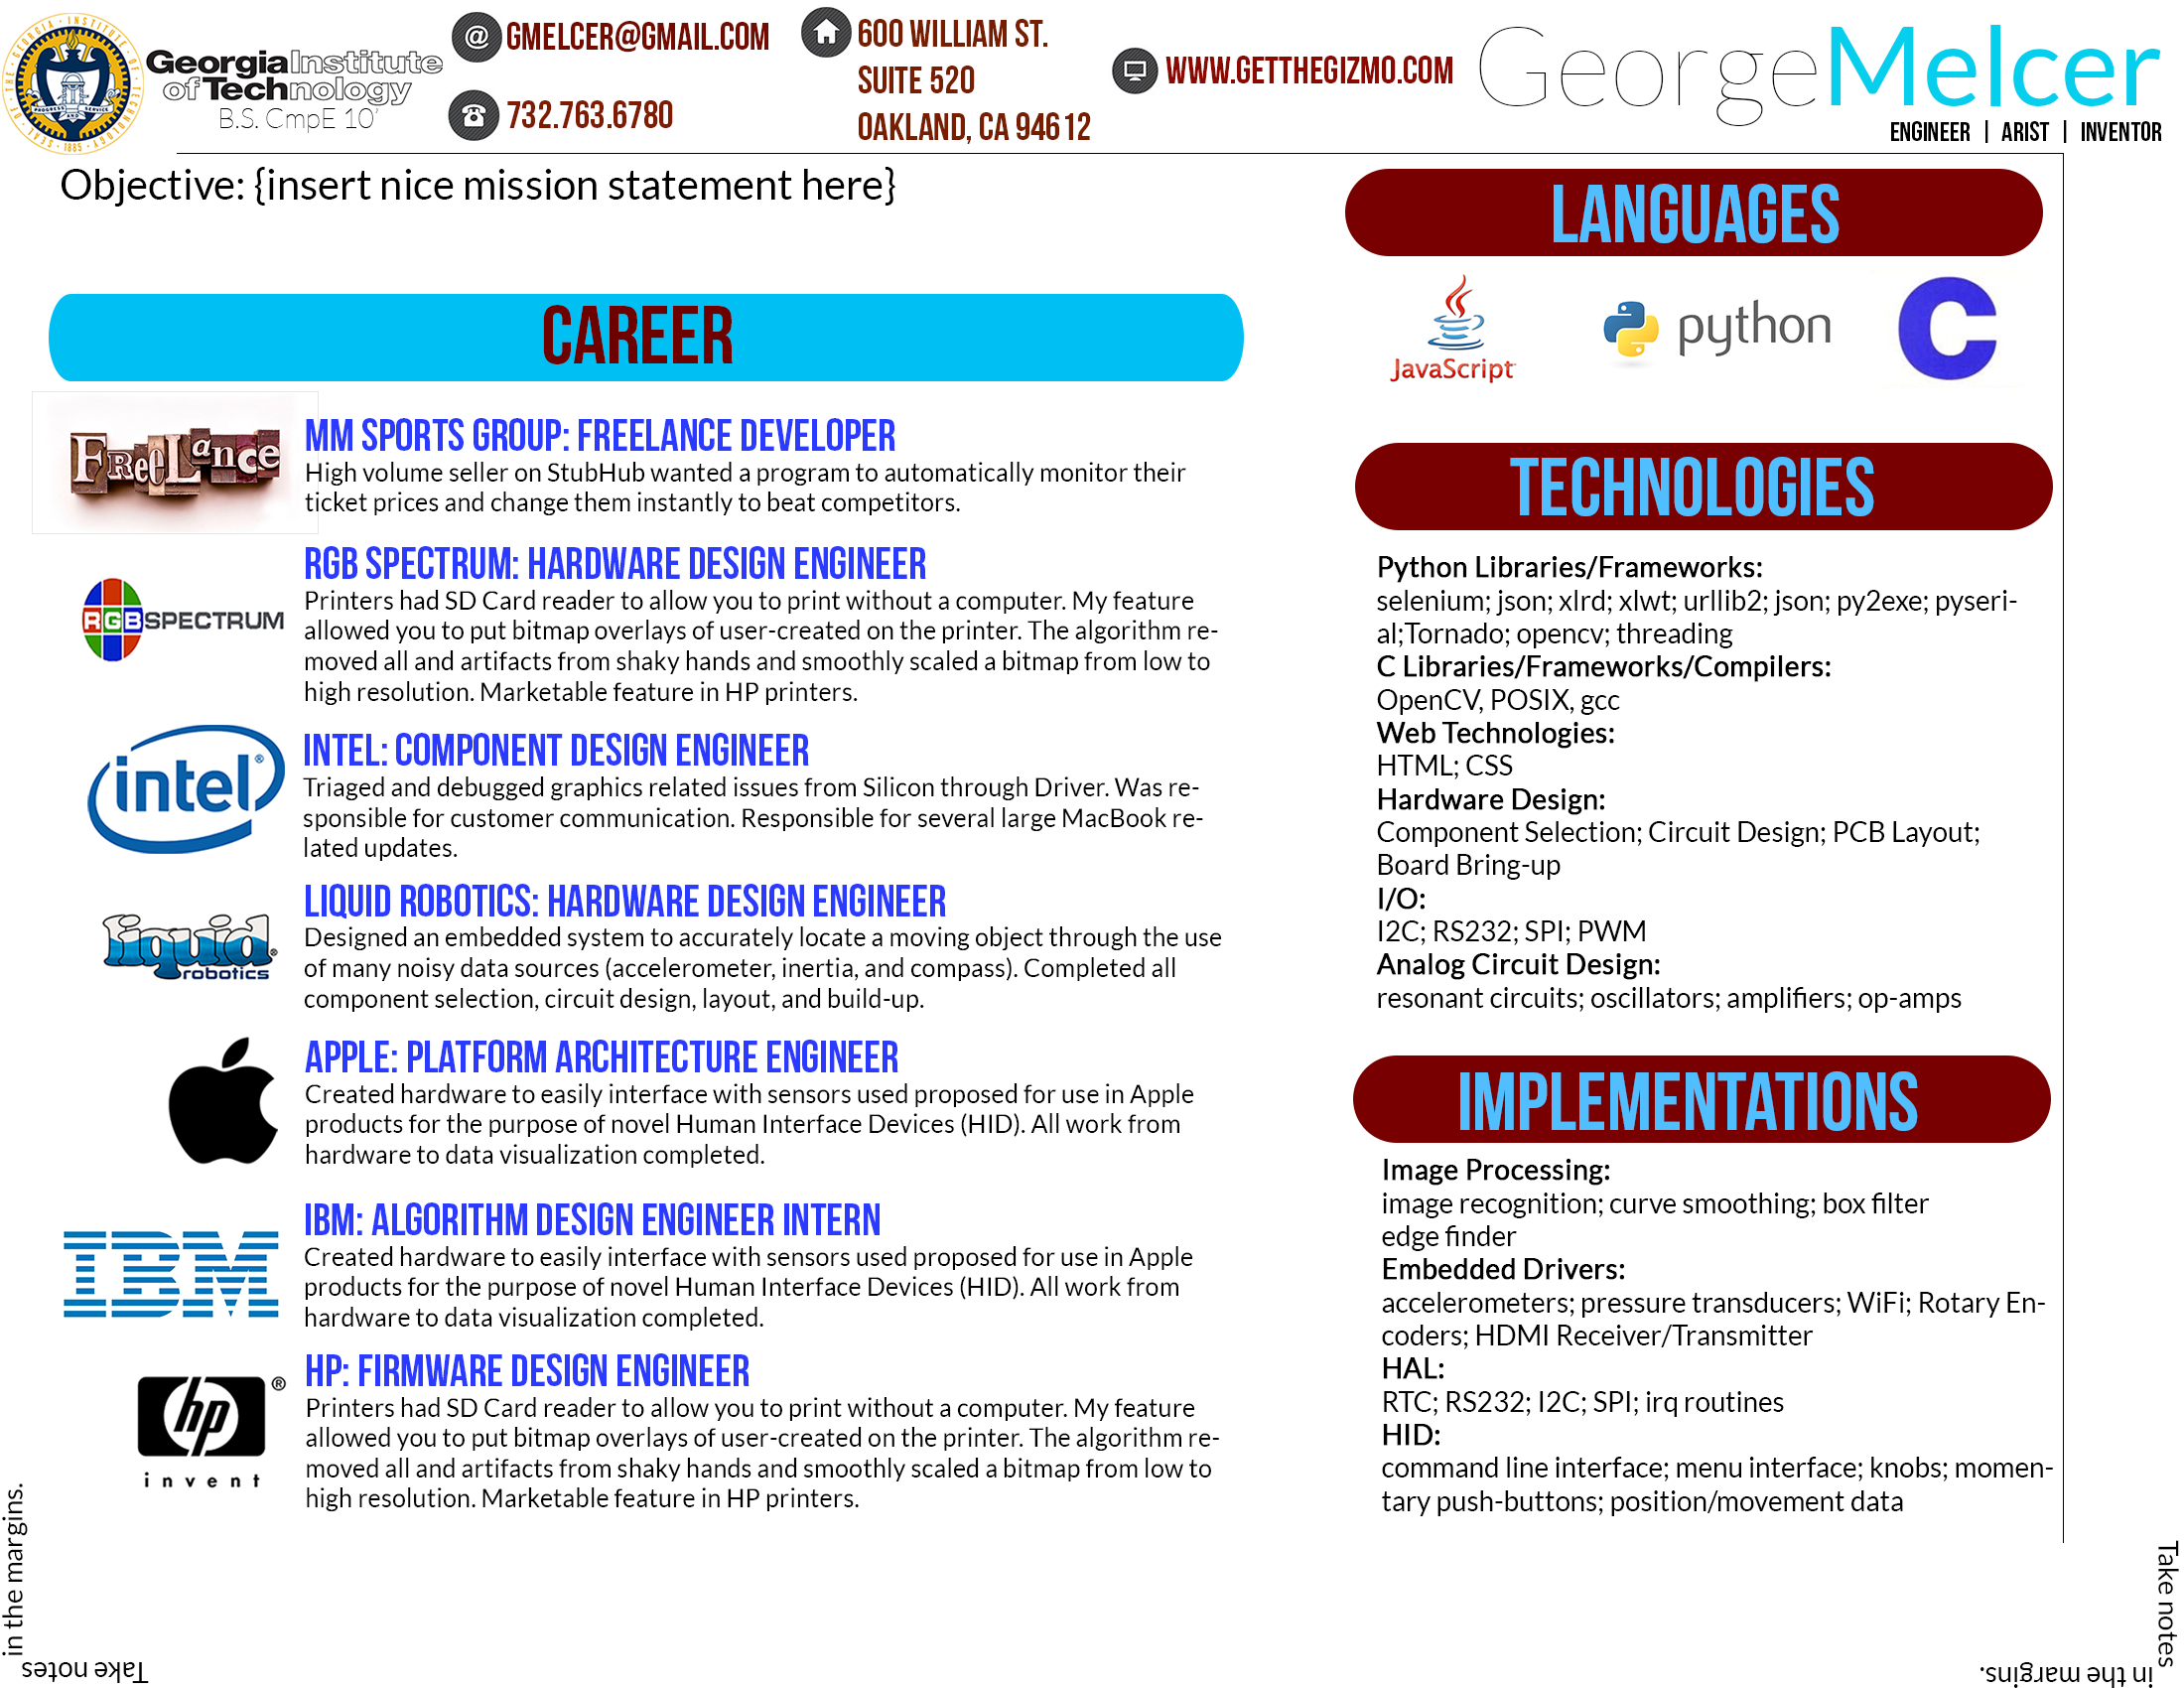 GeorgiaInstitute
ofTechnology
B.S. CmpE 10'
@ GMELCER@GMAIL.COM
732.763.6780
600 WILLIAM ST.
SUITE 520
OAKLAND, CA 94612
WWW.GETTHEGIZMO.COM
GeorgeMelcer
ENGINEER | ARIST | INVENTOR
Objective: {insert nice mission statement here}
CAREER
FReeLance
MM SPORTS GROUP: FREELANCE DEVELOPER
High volume seller on StubHub wanted a program to automatically monitor their
ticket prices and change them instantly to beat competitors.
RGB SPECTRUM
RGB SPECTRUM: HARDWARE DESIGN ENGINEER
Printers had SD Card reader to allow you to print without a computer. My feature
allowed you to put bitmap overlays of user-created on the printer. The algorithm re-
moved all and artifacts from shaky hands and smoothly scaled a bitmap from low to
high resolution. Marketable feature in HP printers.
intel®
INTEL: COMPONENT DESIGN ENGINEER
Triaged and debugged graphics related issues from Silicon through Driver. Was re-
sponsible for customer communication. Responsible for several large MacBook re-
lated updates.
liquid®
robotics
LIQUID ROBOTICS: HARDWARE DESIGN ENGINEER
Designed an embedded system to accurately locate a moving object through the use
of many noisy data sources (accelerometer, inertia, and compass). Completed all
component selection, circuit design, layout, and build-up.
APPLE: PLATFORM ARCHITECTURE ENGINEER
Created hardware to easily interface with sensors used proposed for use in Apple
products for the purpose of novel Human Interface Devices (HID). All work from
hardware to data visualization completed.
IBM
IBM: ALGORITHM DESIGN ENGINEER INTERN
Created hardware to easily interface with sensors used proposed for use in Apple
products for the purpose of novel Human Interface Devices (HID). All work from
hardware to data visualization completed.
hp®
invent
HP: FIRMWARE DESIGN ENGINEER
Printers had SD Card reader to allow you to print without a computer. My feature
allowed you to put bitmap overlays of user-created on the printer. The algorithm re-
moved all and artifacts from shaky hands and smoothly scaled a bitmap from low to
high resolution. Marketable feature in HP printers.
LANGUAGES
JavaScript
python
C
TECHNOLOGIES
Python Libraries/Frameworks:
selenium; json; xlrd; xlwt; urllib2; json; py2exe; pyseri-
al;Tornado; opencv; threading
C Libraries/Frameworks/Compilers:
OpenCV, POSIX, gcc
Web Technologies:
HTML; CSS
Hardware Design:
Component Selection; Circuit Design; PCB Layout;
Board Bring-up
I/O:
I2C; RS232; SPI; PWM
Analog Circuit Design:
resonant circuits; oscillators; amplifiers; op-amps
IMPLEMENTATIONS
Image Processing:
image recognition; curve smoothing; box filter
edge finder
Embedded Drivers:
accelerometers; pressure transducers; WiFi; Rotary En-
coders; HDMI Receiver/Transmitter
HAL:
RTC; RS232; I2C; SPI; irq routines
HID:
command line interface; menu interface; knobs; momen-
tary push-buttons; position/movement data
Take notes
in the margins.
Take notes
in the margins.